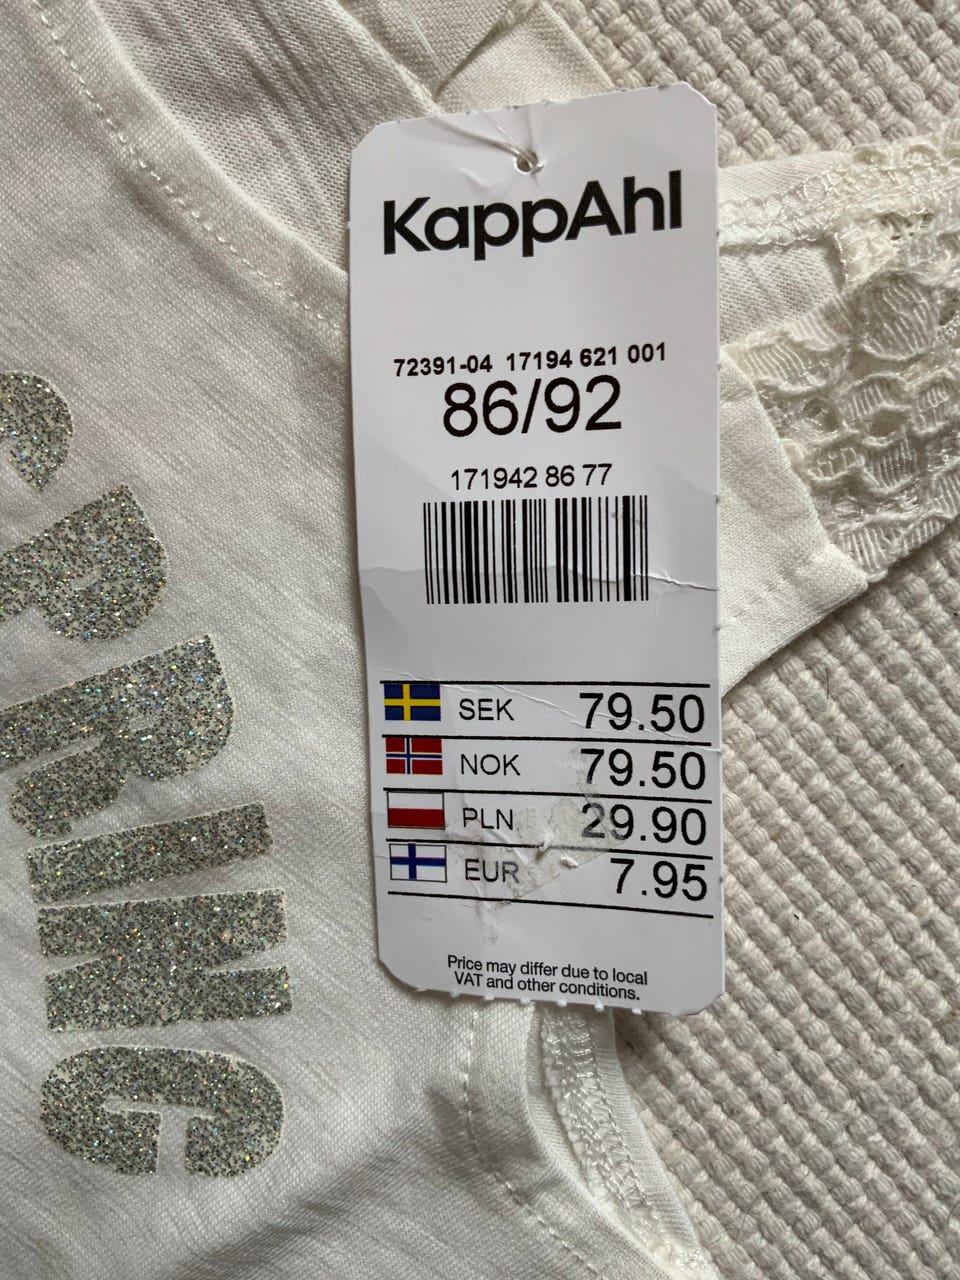 KappAhl
72391-04 17194 621 001
86/92
171942 86 77
SEK 79.50
NOK 79.50
PLN 29.90
EUR 7.95
Price may differ due to local
VAT and other conditions.
SPRING